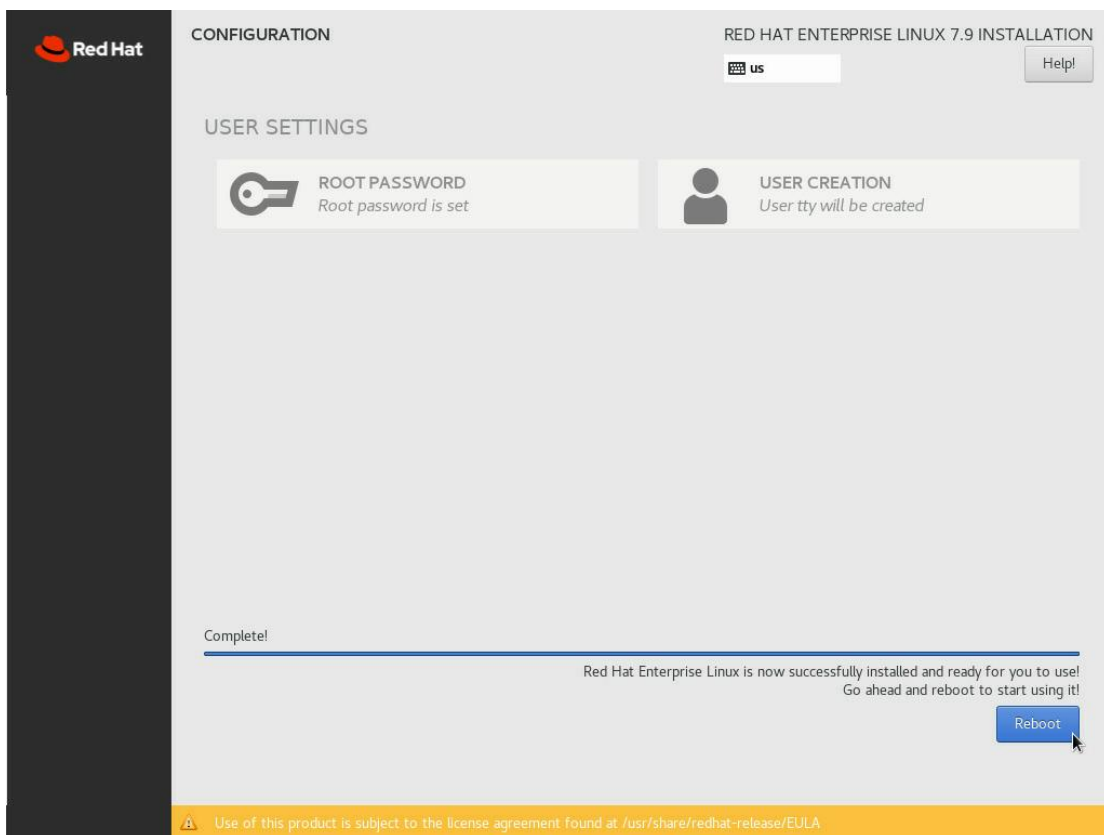 Red Hat
CONFIGURATION
RED HAT ENTERPRISE LINUX 7.9 INSTALLATION
us
Help!
USER SETTINGS
ROOT PASSWORD
Root password is set
USER CREATION
User tty will be created
Complete!
Red Hat Enterprise Linux is now successfully installed and ready for you to use!
Go ahead and reboot to start using it!
Reboot
Use of this product is subject to the license agreement found at /usr/share/redhat-release/EULA